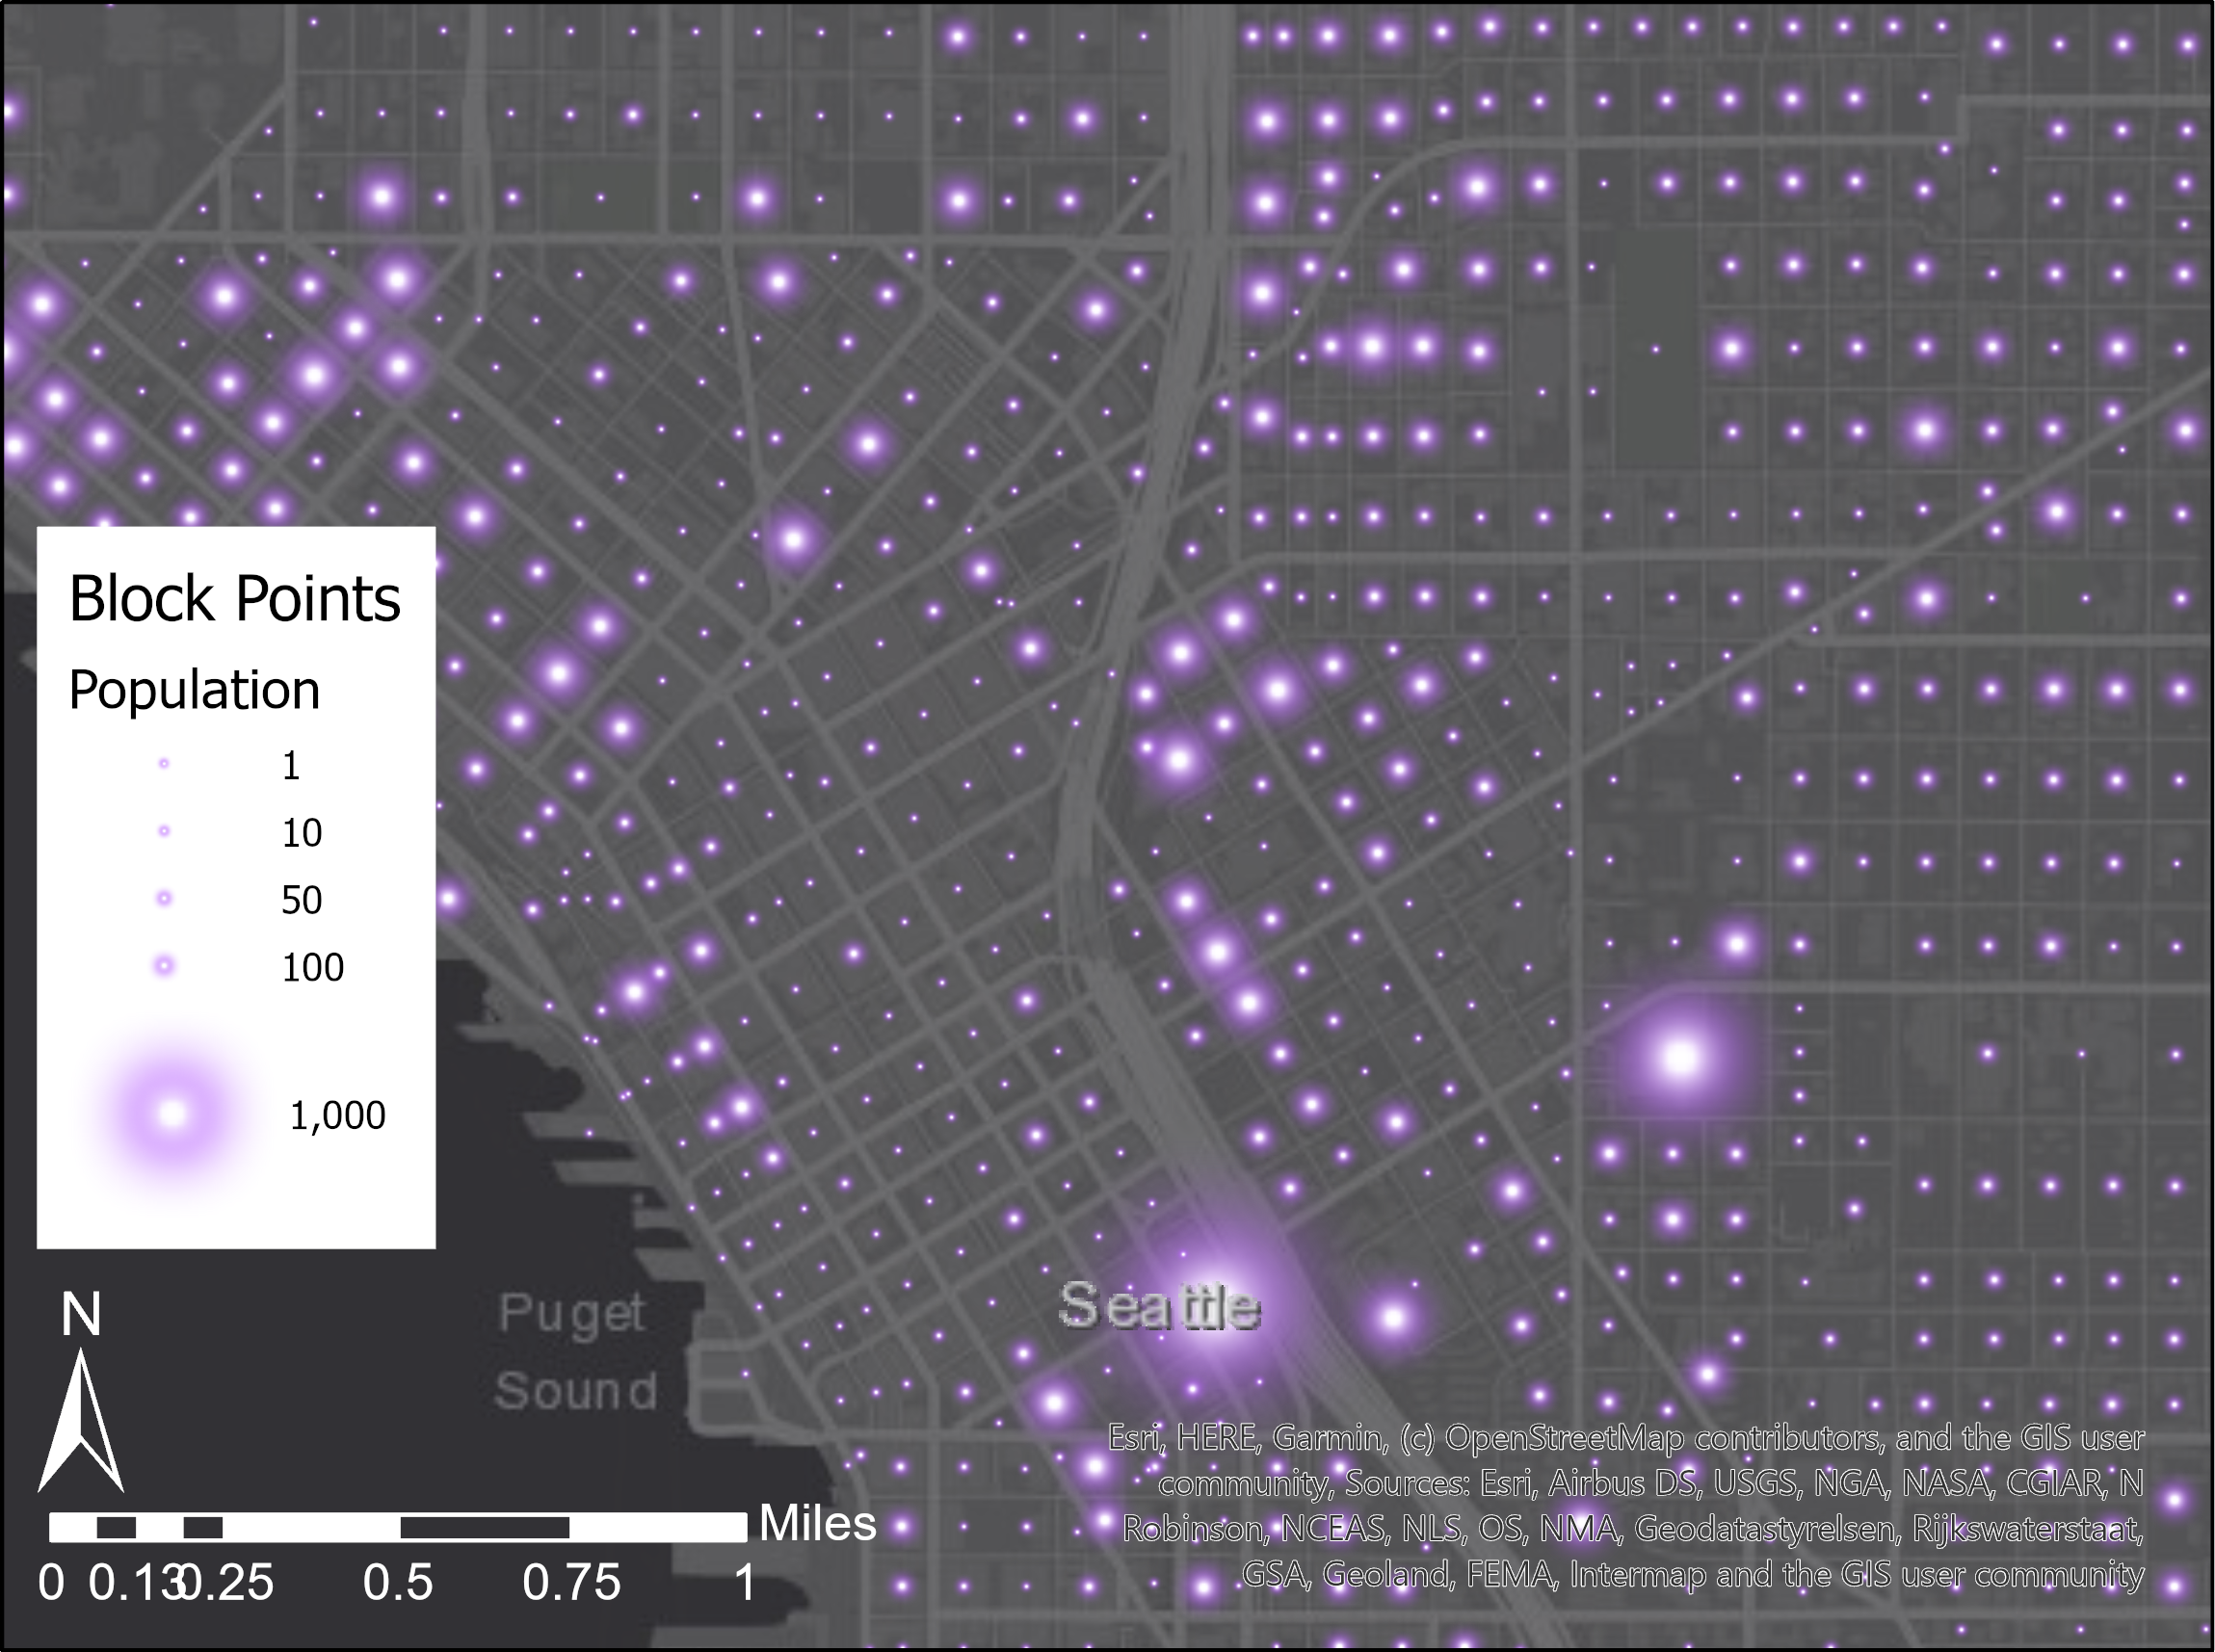 Block Points
Population
1
10
50
100
1,000
N
Puget
Sound
Seattle
Miles
0 0.130.25 0.5 0.75 1
Esri, HERE, Garmin, (c) OpenStreetMap contributors, and the GIS user
community, Sources: Esri, Airbus DS, USGS, NGA, NASA, CGIAR, N
Robinson, NCEAS, NLS, OS, NMA, Geodatastyrelsen, Rijkswaterstaat,
GSA, Geoland, FEMA, Intermap and the GIS user community